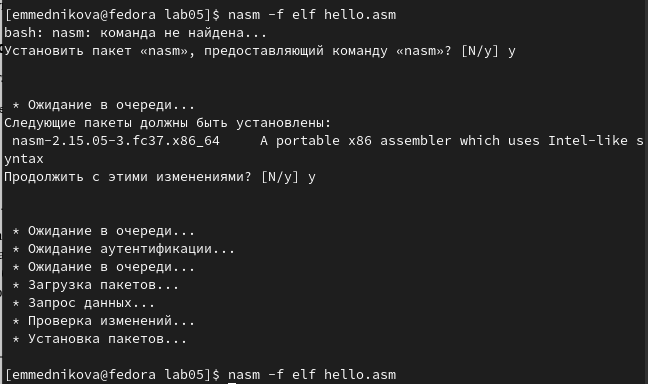 [emmednikova@fedora lab05]$ nasm -f elf hello.asm
bash: nasm: команда не найдена...
Установить пакет «nasm», предоставляющий команду «nasm»? [N/y] y
* Ожидание в очереди...
Следующие пакеты должны быть установлены:
nasm-2.15.05-3.fc37.x86_64     A portable x86 assembler which uses Intel-like s
yntax
Продолжить с этими изменениями? [N/y] y
* Ожидание в очереди...
* Ожидание аутентификации...
* Ожидание в очереди...
* Загрузка пакетов...
* Запрос данных...
* Проверка изменений...
* Установка пакетов...
[emmednikova@fedora lab05]$ nasm -f elf hello.asm